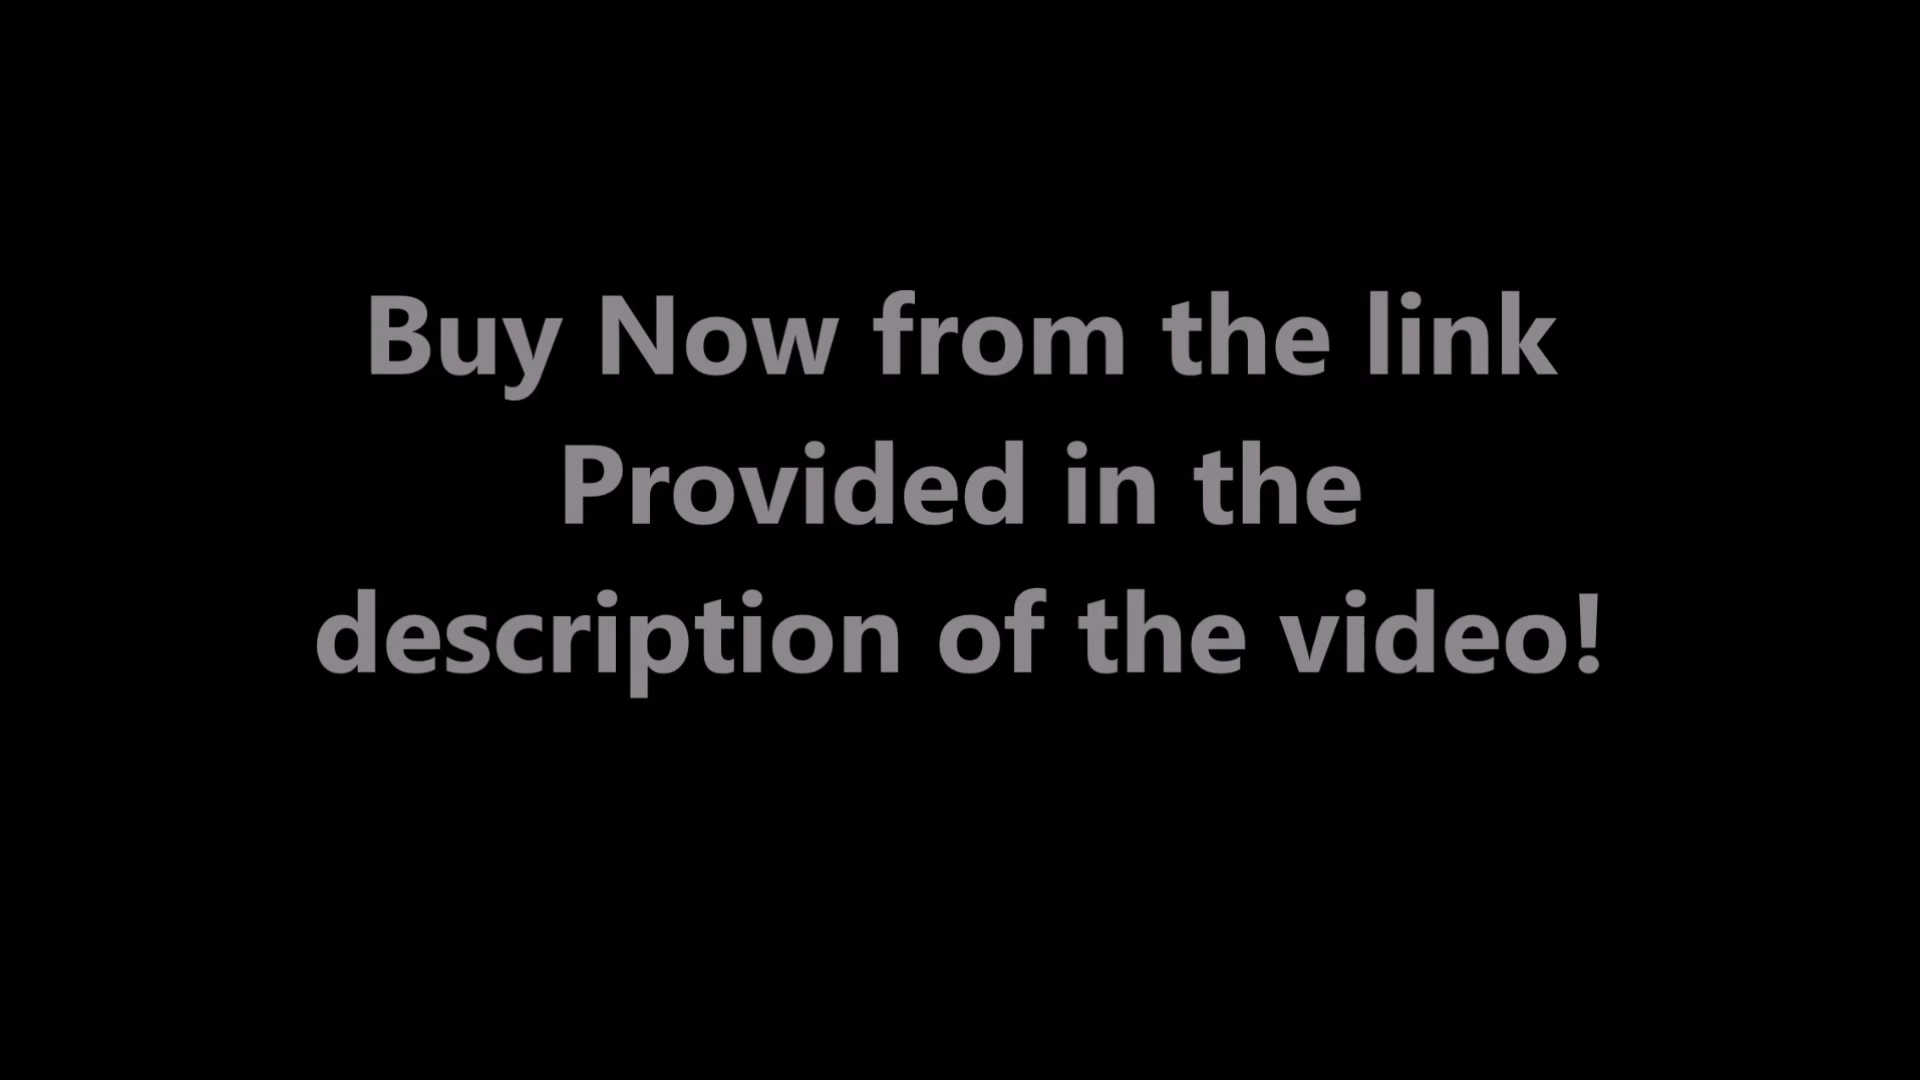 Buy Now from the link
Provided in the
description of the video!